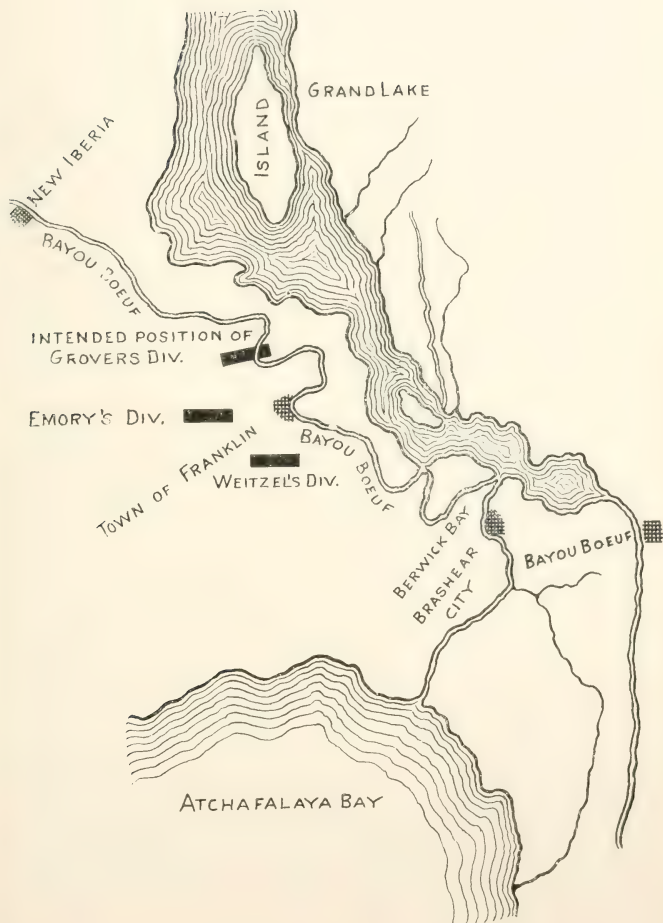 GRAND LAKE
ISLAND
NEW IBERIA
BAYOU BOEUF
INTENDED POSITION OF
GROVERS DIV.
EMORY'S DIV.
TOWN OF FRANKLIN
BAYOU BOEUF
WEITZEL'S DIV.
BERWICK BAY
BRASHEAR
CITY
BAYOU BOEUF
ATCHAFALAYA BAY